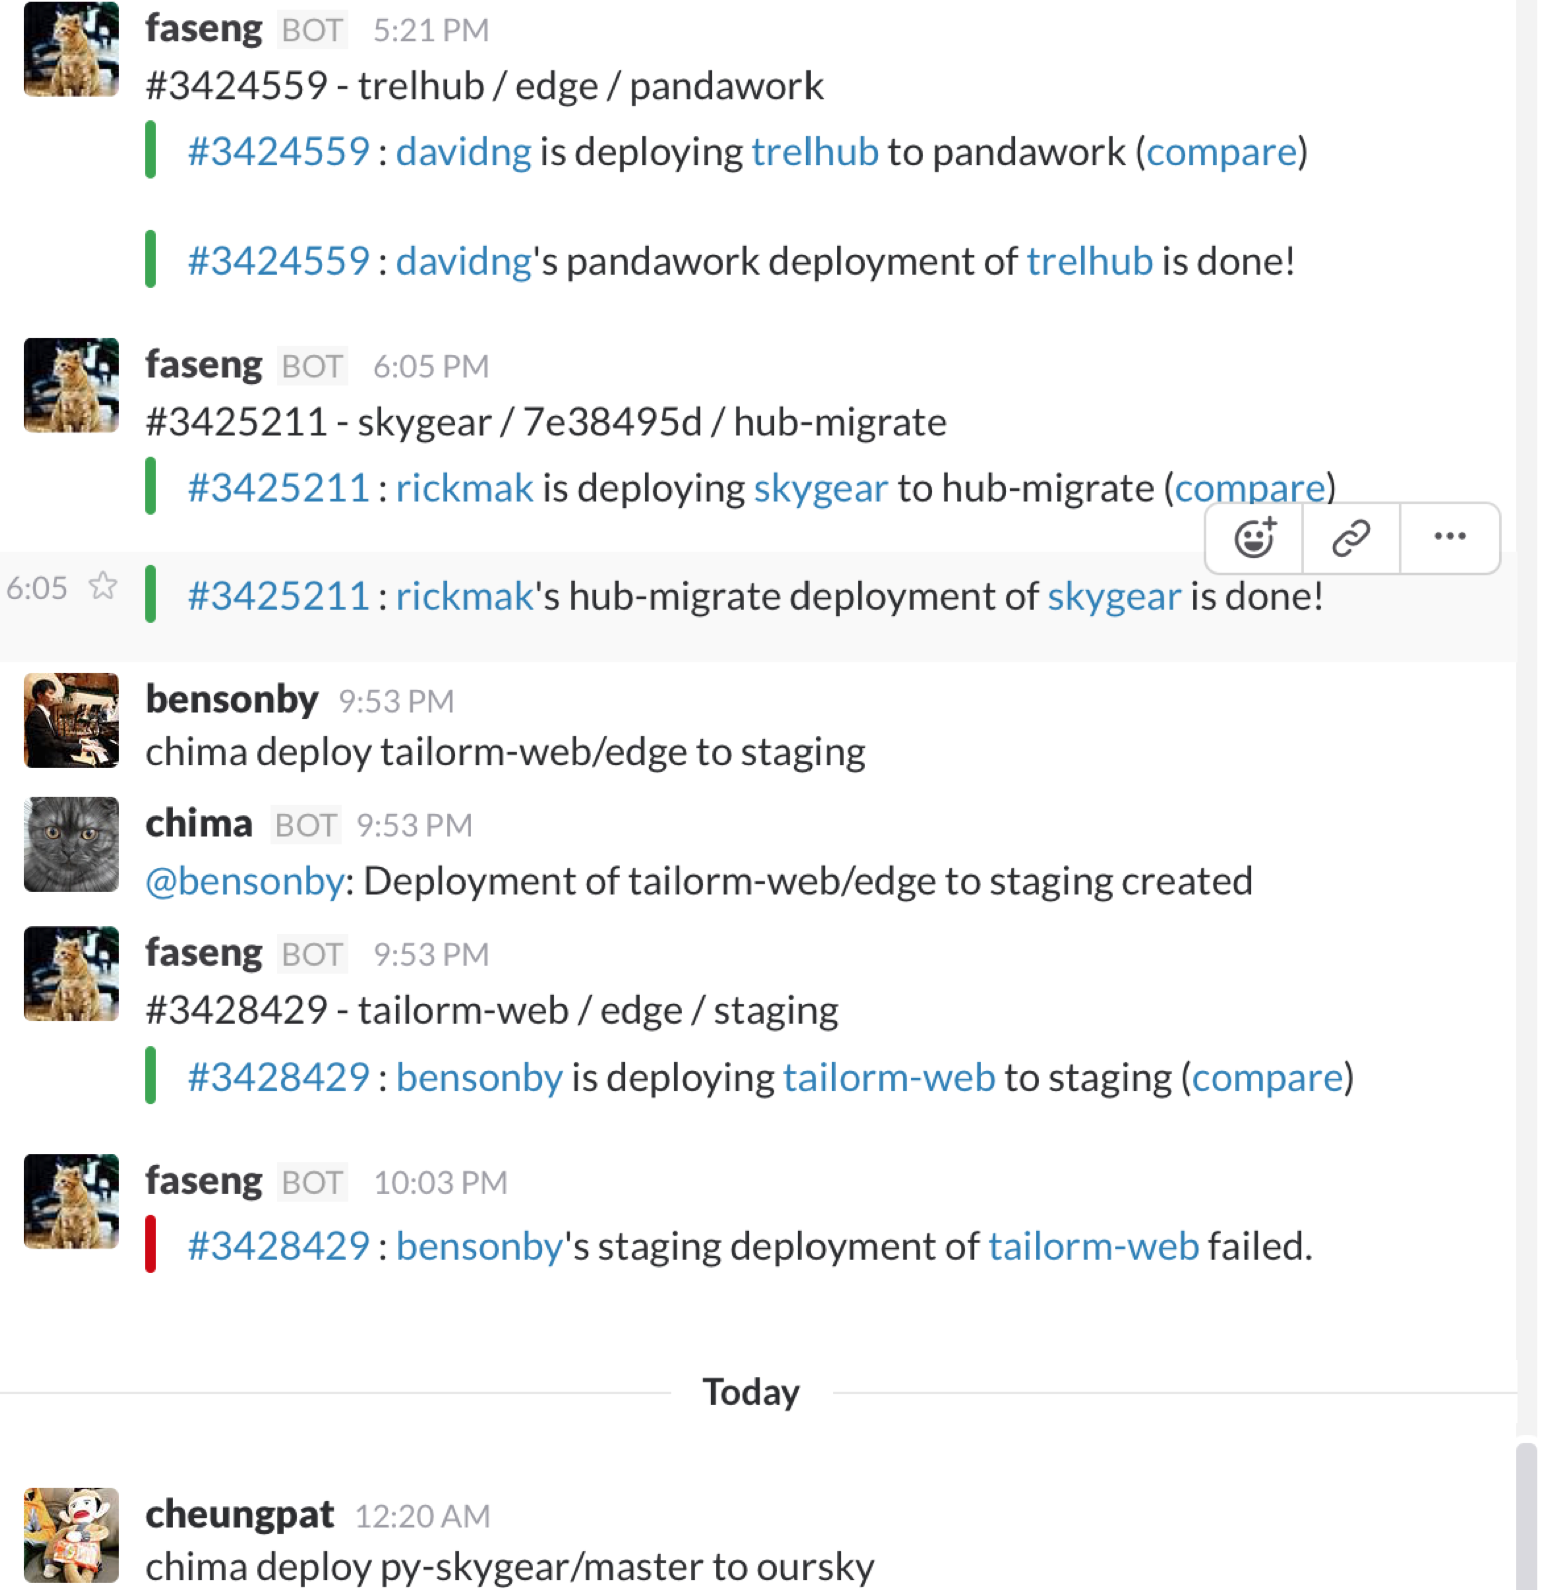 faseng BOT 5:21 PM
#3424559 - trelhub / edge / pandawork
#3424559 : davidng is deploying trelhub to pandawork (compare)
#3424559 : davidng's pandawork deployment of trelhub is done!
faseng BOT 6:05 PM
#3425211 - skygear / 7e38495d / hub-migrate
#3425211 : rickmak is deploying skygear to hub-migrate (compare)
6:05 #3425211 : rickmak's hub-migrate deployment of skygear is done!
bensonby 9:53 PM
chima deploy tailorm-web/edge to staging
chima BOT 9:53 PM
@bensonby: Deployment of tailorm-web/edge to staging created
faseng BOT 9:53 PM
#3428429 - tailorm-web / edge / staging
#3428429 : bensonby is deploying tailorm-web to staging (compare)
faseng BOT 10:03 PM
#3428429 : bensonby's staging deployment of tailorm-web failed.
Today
cheungpat 12:20 AM
chima deploy py-skygear/master to oursky